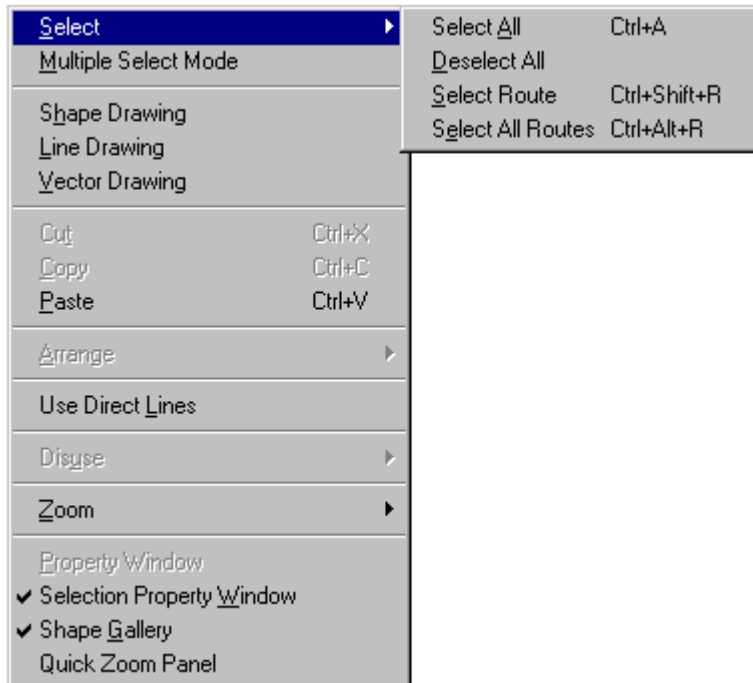 Select
Multiple Select Mode
Shape Drawing
Line Drawing
Vector Drawing
Cut Ctrl+X
Copy Ctrl+C
Paste Ctrl+V
Arrange
Use Direct Lines
Disuse
Zoom
Property Window
Selection Property Window
Shape Gallery
Quick Zoom Panel
Select All Ctrl+A
Deselect All
Select Route Ctrl+Shift+R
Select All Routes Ctrl+Alt+R